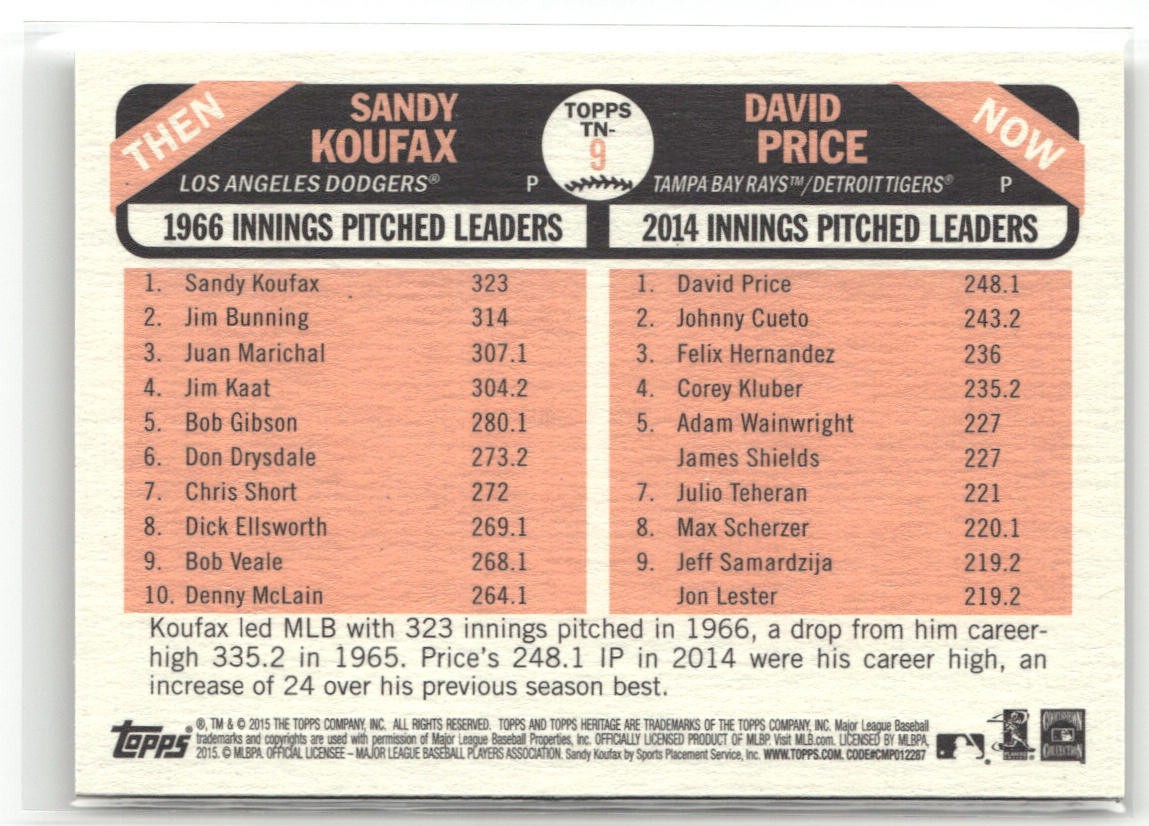 THEN
SANDY
KOUFAX
LOS ANGELES DODGERS® P
TOPPS
TN-
9
DAVID
PRICE
TAMPA BAY RAYS™/DETROIT TIGERS® P
NOW
1966 INNINGS PITCHED LEADERS
1. Sandy Koufax 323
2. Jim Bunning 314
3. Juan Marichal 307.1
4. Jim Kaat 304.2
5. Bob Gibson 280.1
6. Don Drysdale 273.2
7. Chris Short 272
8. Dick Ellsworth 269.1
9. Bob Veale 268.1
10. Denny McLain 264.1
2014 INNINGS PITCHED LEADERS
1. David Price 248.1
2. Johnny Cueto 243.2
3. Felix Hernandez 236
4. Corey Kluber 235.2
5. Adam Wainwright 227
James Shields 227
7. Julio Teheran 221
8. Max Scherzer 220.1
9. Jeff Samardzija 219.2
Jon Lester 219.2
Koufax led MLB with 323 innings pitched in 1966, a drop from him career-
high 335.2 in 1965. Price's 248.1 IP in 2014 were his career high, an
increase of 24 over his previous season best.
Topps®
®, TM & © 2015 THE TOPPS COMPANY, INC. ALL RIGHTS RESERVED. TOPPS AND TOPPS HERITAGE ARE TRADEMARKS OF THE TOPPS COMPANY, INC. Major League Baseball
trademarks and copyrights are used with permission of Major League Baseball Properties, Inc. OFFICIALLY LICENSED PRODUCT OF MLBP. Visit MLB.com. LICENSED BY MLBPA,
2015. © MLBPA. OFFICIAL LICENSEE – MAJOR LEAGUE BASEBALL PLAYERS ASSOCIATION. Sandy Koufax by Sports Placement Service, Inc. WWW.TOPPS.COM. CODE#CMP012287
COOPERSTOWN
COLLECTION